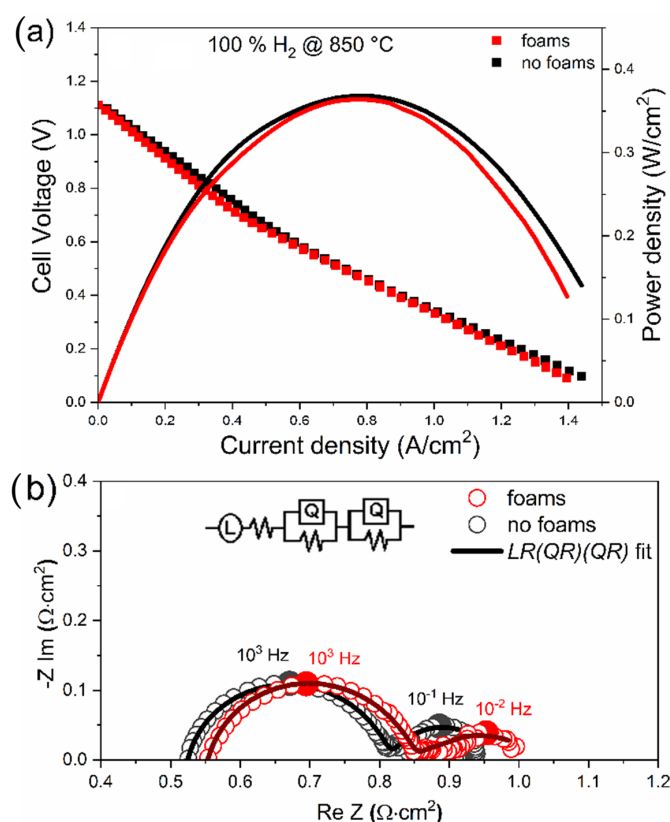 (a)
100 % H₂ @ 850 °C
foams
no foams
Cell Voltage (V)
1.4
1.2
1.0
0.8
0.6
0.4
0.2
0.0
Power density (W/cm²)
0.4
0.3
0.2
0.1
0.0
0.0 0.2 0.4 0.6 0.8 1.0 1.2 1.4
Current density (A/cm²)
(b)
L
Q
Q
foams
no foams
LR(QR)(QR) fit
-Z Im (Ω·cm²)
0.4
0.3
0.2
0.1
0.0
10³ Hz
10³ Hz
10⁻¹ Hz
10⁻² Hz
0.4 0.5 0.6 0.7 0.8 0.9 1.0 1.1 1.2
Re Z (Ω·cm²)